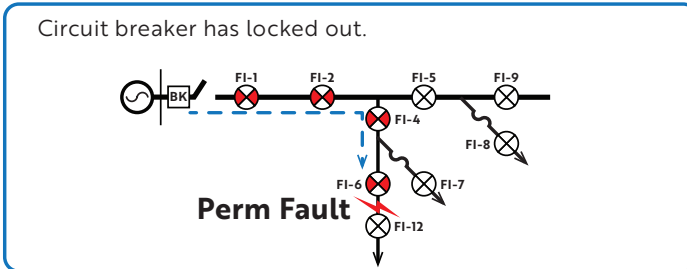 Circuit breaker has locked out.
FI-1 FI-2 FI-5 FI-9
BK
FI-4
FI-8
FI-6 FI-7
Perm Fault
FI-12